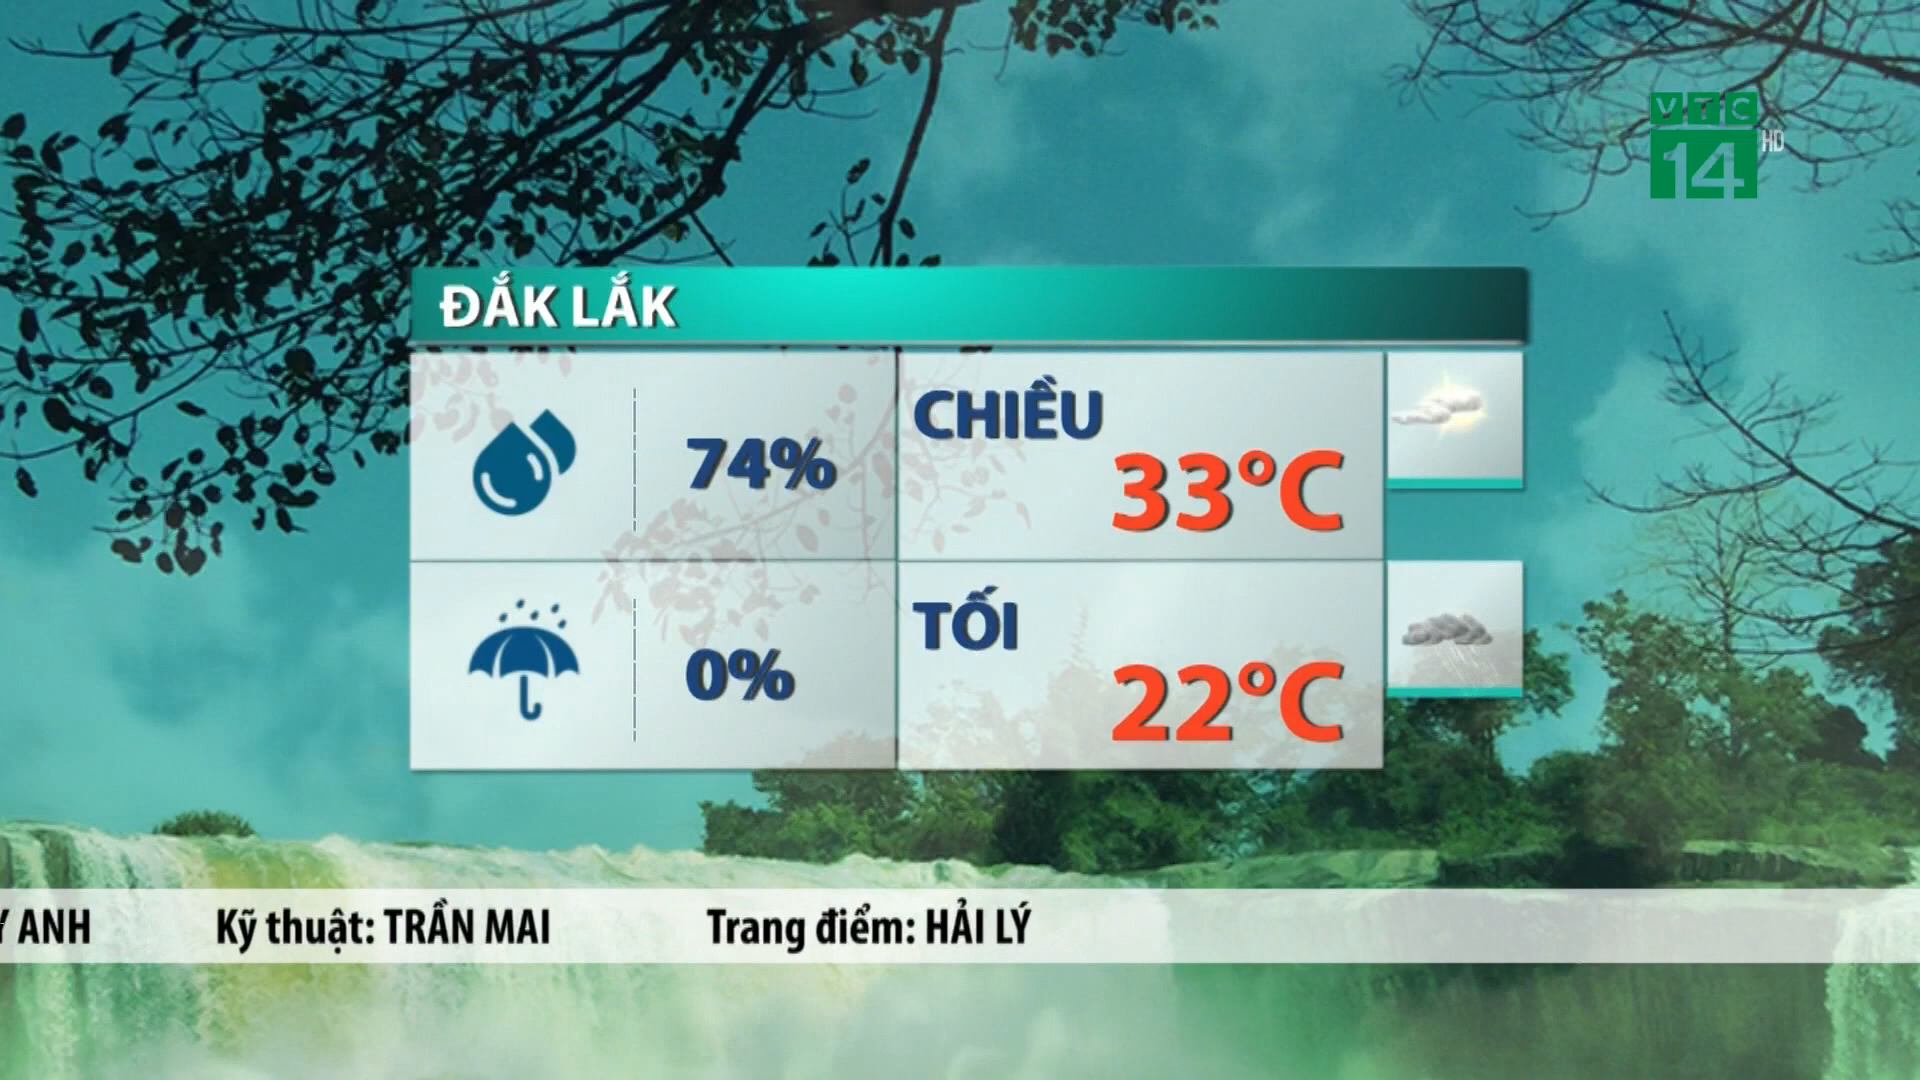 VTC
14 HD
ĐẮK LẮK
74%
CHIỀU
33°C
0%
TỐI
22°C
Y ANH Kỹ thuật: TRẦN MAI Trang điểm: HẢI LÝ